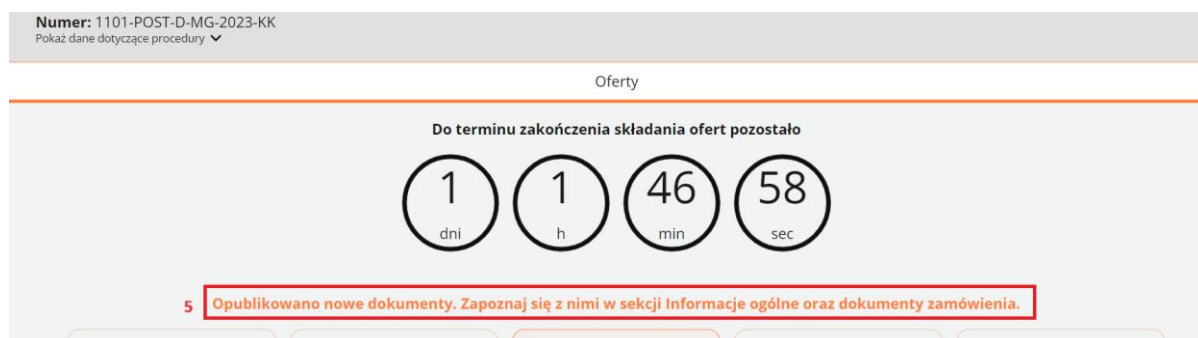 Numer: 1101-POST-D-MG-2023-KK
Pokaż dane dotyczące procedury
Oferty
Do terminu zakończenia składania ofert pozostało
1 1 46 58
dni h min sec
5 Opublikowano nowe dokumenty. Zapoznaj się z nimi w sekcji Informacje ogólne oraz dokumenty zamówienia.